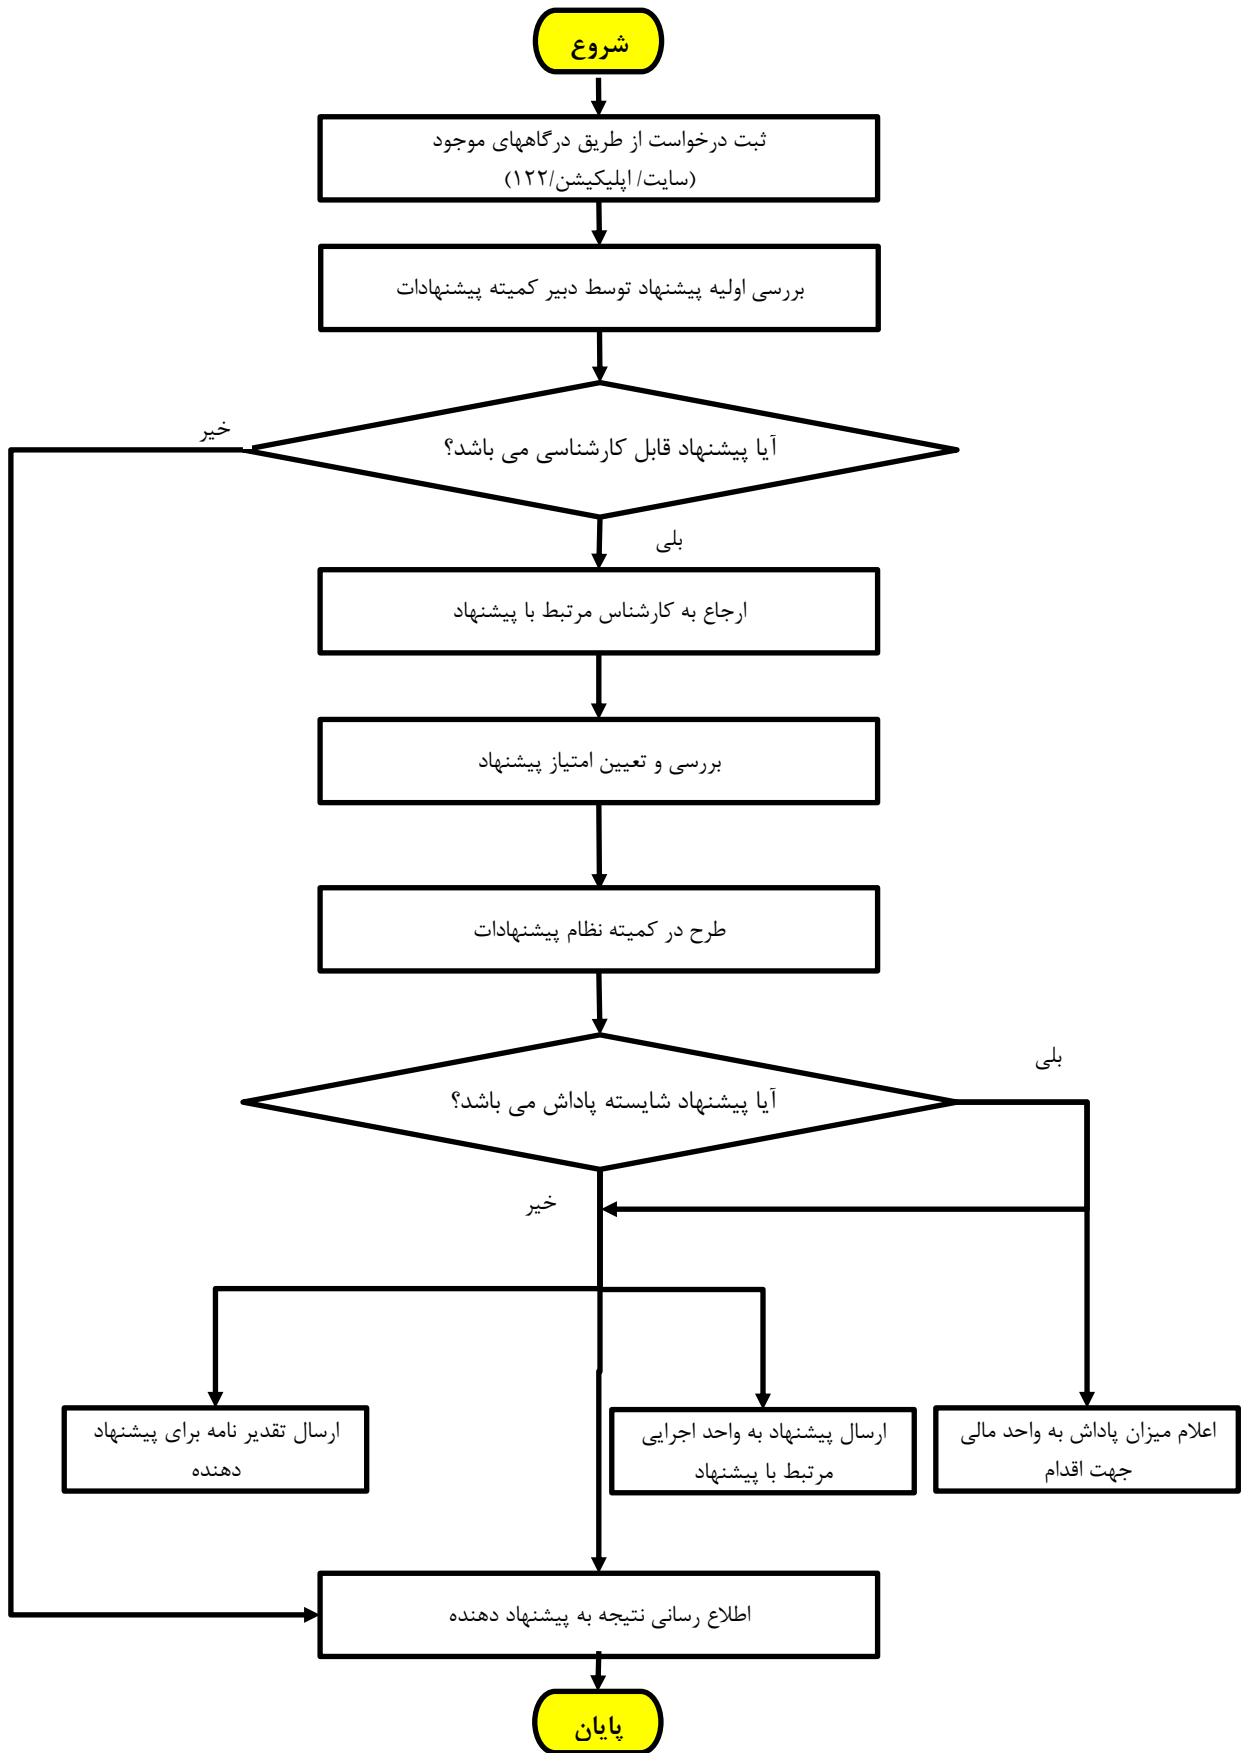 شروع
ثبت درخواست از طریق درگاههای موجود
(سایت/ اپلیکیشن/۱۲۲)
بررسی اولیه پیشنهاد توسط دبیر کمیته پیشنهادات
خیر
آیا پیشنهاد قابل کارشناسی می باشد؟
بلی
ارجاع به کارشناس مرتبط با پیشنهاد
بررسی و تعیین امتیاز پیشنهاد
طرح در کمیته نظام پیشنهادات
بلی
آیا پیشنهاد شایسته پاداش می باشد؟
خیر
اعلام میزان پاداش به واحد مالی
جهت اقدام
ارسال پیشنهاد به واحد اجرایی
مرتبط با پیشنهاد
ارسال تقدیر نامه برای پیشنهاد
دهنده
اطلاع رسانی نتیجه به پیشنهاد دهنده
پایان